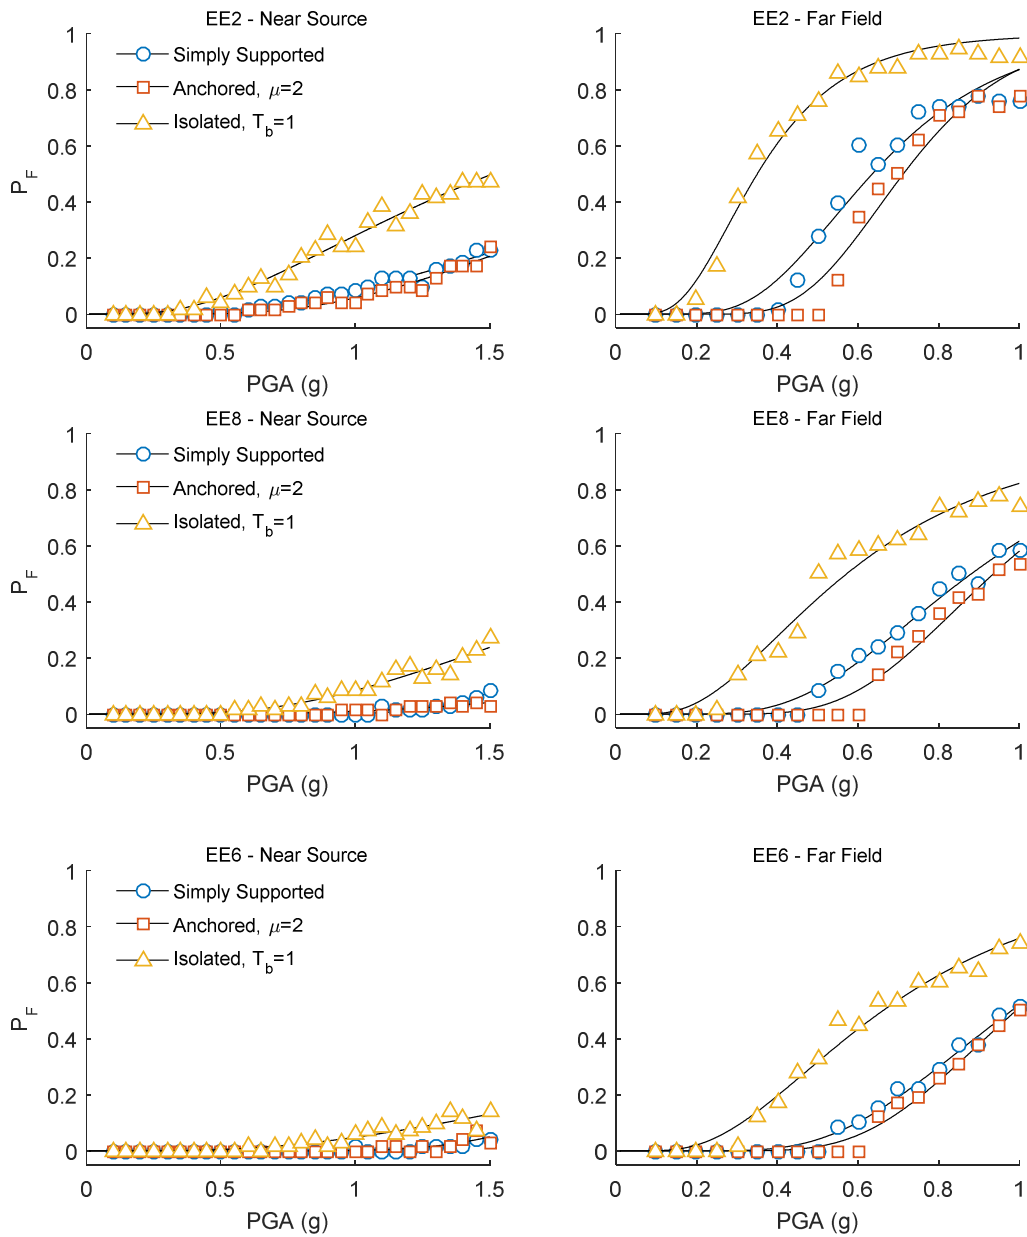 EE2 - Near Source
1
0.8
0.6
0.4
0.2
0
P_F
Simply Supported
Anchored, μ=2
Isolated, T_b=1
0 0.5 1 1.5
PGA (g)
EE2 - Far Field
1
0.8
0.6
0.4
0.2
0
0 0.2 0.4 0.6 0.8 1
PGA (g)
EE8 - Near Source
1
0.8
0.6
0.4
0.2
0
P_F
Simply Supported
Anchored, μ=2
Isolated, T_b=1
0 0.5 1 1.5
PGA (g)
EE8 - Far Field
1
0.8
0.6
0.4
0.2
0
0 0.2 0.4 0.6 0.8 1
PGA (g)
EE6 - Near Source
1
0.8
0.6
0.4
0.2
0
P_F
Simply Supported
Anchored, μ=2
Isolated, T_b=1
0 0.5 1 1.5
PGA (g)
EE6 - Far Field
1
0.8
0.6
0.4
0.2
0
0 0.2 0.4 0.6 0.8 1
PGA (g)